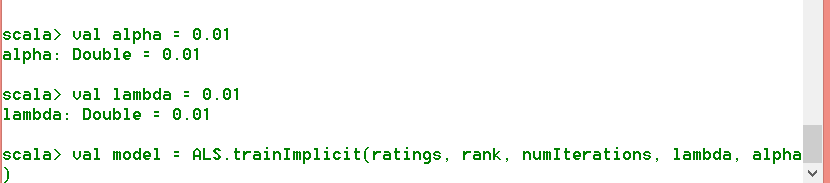 scala> val alpha = 0.01
alpha: Double = 0.01
scala> val lambda = 0.01
lambda: Double = 0.01
scala> val model = ALS.trainImplicit(ratings, rank, numIterations, lambda, alpha
)